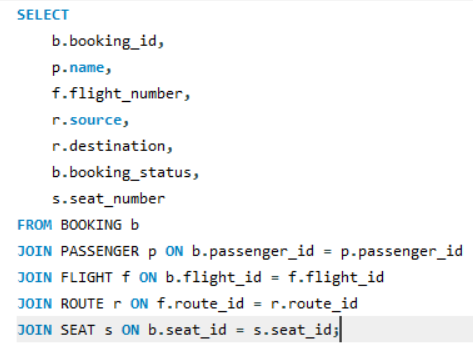 SELECT
b.booking_id,
p.name,
f.flight_number,
r.source,
r.destination,
b.booking_status,
s.seat_number
FROM BOOKING b
JOIN PASSENGER p ON b.passenger_id = p.passenger_id
JOIN FLIGHT f ON b.flight_id = f.flight_id
JOIN ROUTE r ON f.route_id = r.route_id
JOIN SEAT s ON b.seat_id = s.seat_id;